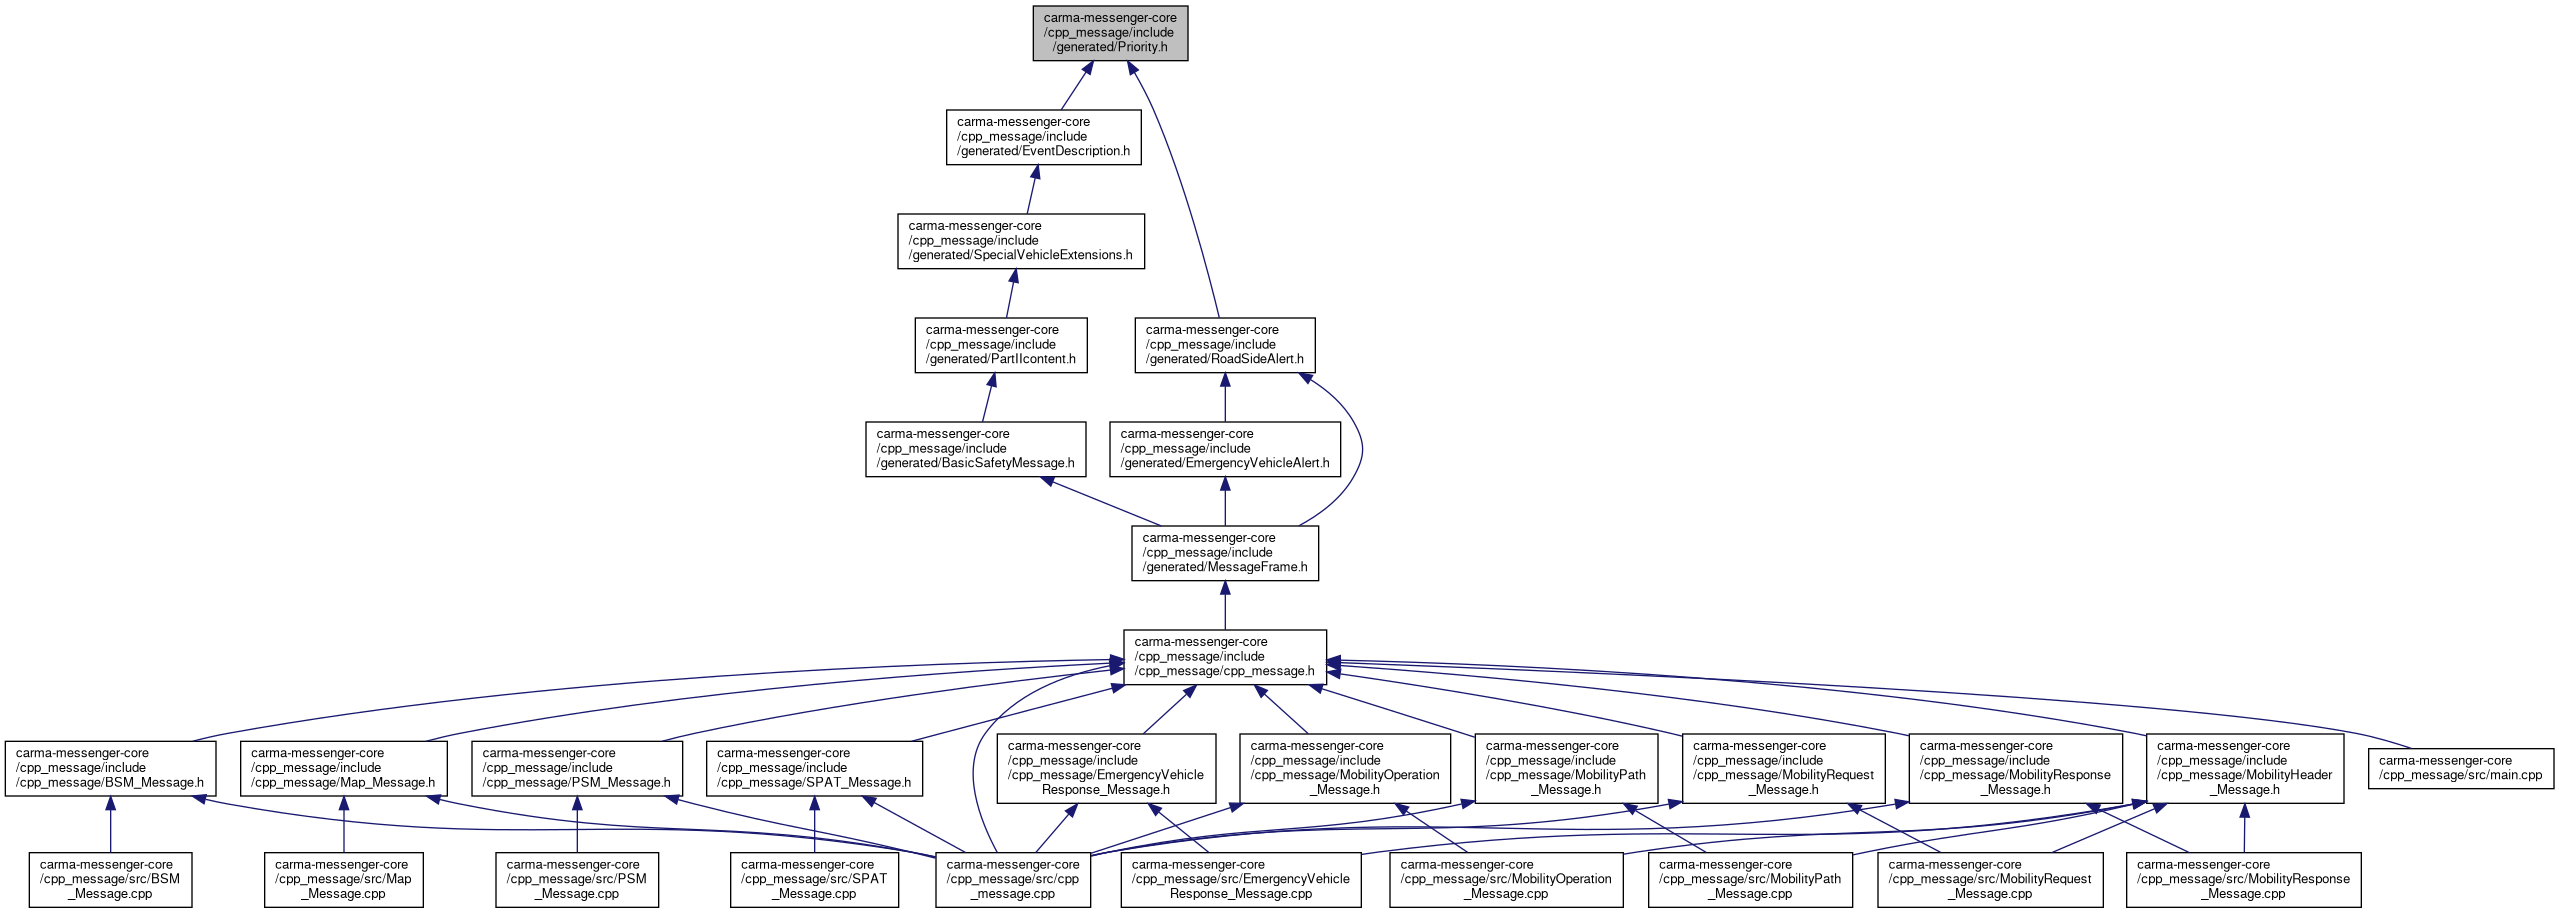 carma-messenger-core
/cpp_message/include
/generated/Priority.h
carma-messenger-core
/cpp_message/include
/generated/EventDescription.h
carma-messenger-core
/cpp_message/include
/generated/SpecialVehicleExtensions.h
carma-messenger-core
/cpp_message/include
/generated/PartIIcontent.h
carma-messenger-core
/cpp_message/include
/generated/RoadSideAlert.h
carma-messenger-core
/cpp_message/include
/generated/BasicSafetyMessage.h
carma-messenger-core
/cpp_message/include
/generated/EmergencyVehicleAlert.h
carma-messenger-core
/cpp_message/include
/generated/MessageFrame.h
carma-messenger-core
/cpp_message/include
/cpp_message/cpp_message.h
carma-messenger-core
/cpp_message/include
/cpp_message/BSM_Message.h
carma-messenger-core
/cpp_message/include
/cpp_message/Map_Message.h
carma-messenger-core
/cpp_message/include
/cpp_message/PSM_Message.h
carma-messenger-core
/cpp_message/include
/cpp_message/SPAT_Message.h
carma-messenger-core
/cpp_message/include
/cpp_message/EmergencyVehicle
Response_Message.h
carma-messenger-core
/cpp_message/include
/cpp_message/MobilityOperation
_Message.h
carma-messenger-core
/cpp_message/include
/cpp_message/MobilityPath
_Message.h
carma-messenger-core
/cpp_message/include
/cpp_message/MobilityRequest
_Message.h
carma-messenger-core
/cpp_message/include
/cpp_message/MobilityResponse
_Message.h
carma-messenger-core
/cpp_message/include
/cpp_message/MobilityHeader
_Message.h
carma-messenger-core
/cpp_message/src/main.cpp
carma-messenger-core
/cpp_message/src/BSM
_Message.cpp
carma-messenger-core
/cpp_message/src/Map
_Message.cpp
carma-messenger-core
/cpp_message/src/PSM
_Message.cpp
carma-messenger-core
/cpp_message/src/SPAT
_Message.cpp
carma-messenger-core
/cpp_message/src/cpp
_message.cpp
carma-messenger-core
/cpp_message/src/EmergencyVehicle
Response_Message.cpp
carma-messenger-core
/cpp_message/src/MobilityOperation
_Message.cpp
carma-messenger-core
/cpp_message/src/MobilityPath
_Message.cpp
carma-messenger-core
/cpp_message/src/MobilityRequest
_Message.cpp
carma-messenger-core
/cpp_message/src/MobilityResponse
_Message.cpp